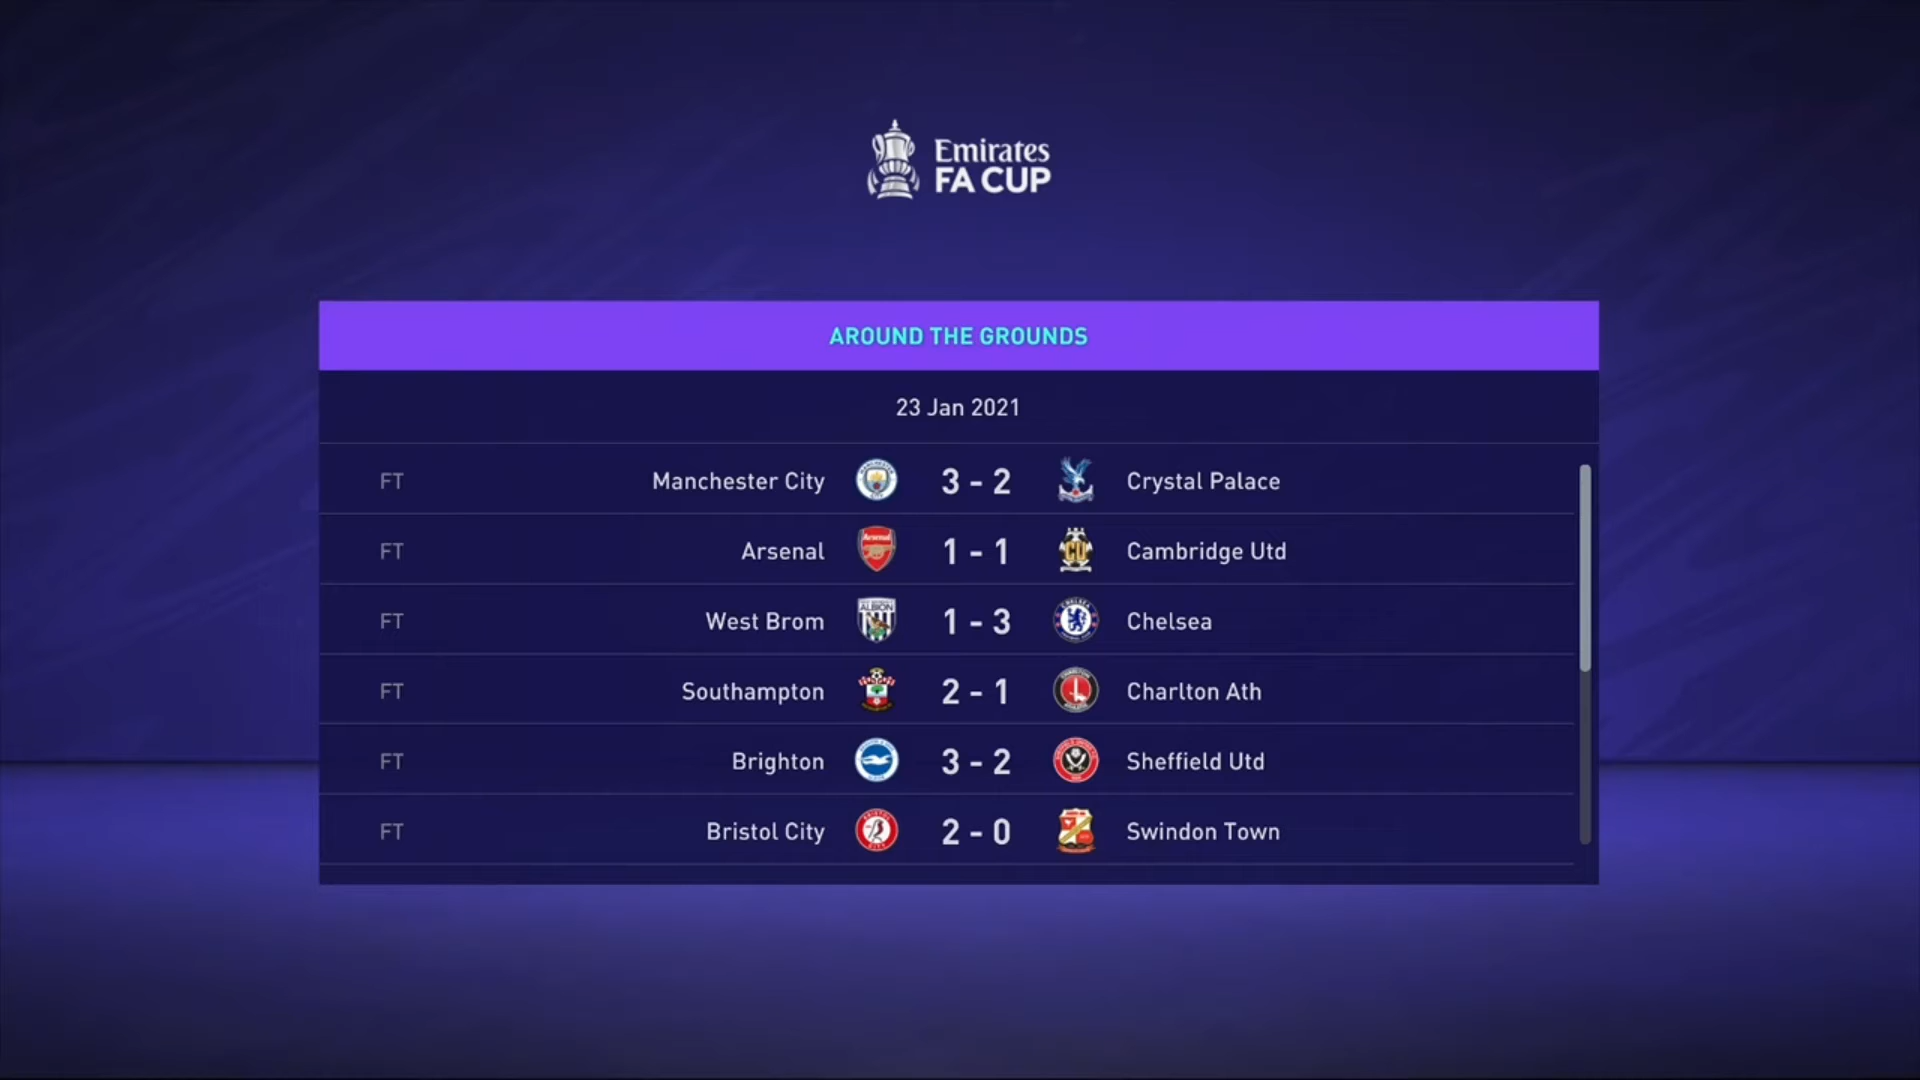 Emirates
FA CUP
AROUND THE GROUNDS
23 Jan 2021
FT Manchester City 3 - 2 Crystal Palace
FT Arsenal 1 - 1 Cambridge Utd
FT West Brom 1 - 3 Chelsea
FT Southampton 2 - 1 Charlton Ath
FT Brighton 3 - 2 Sheffield Utd
FT Bristol City 2 - 0 Swindon Town